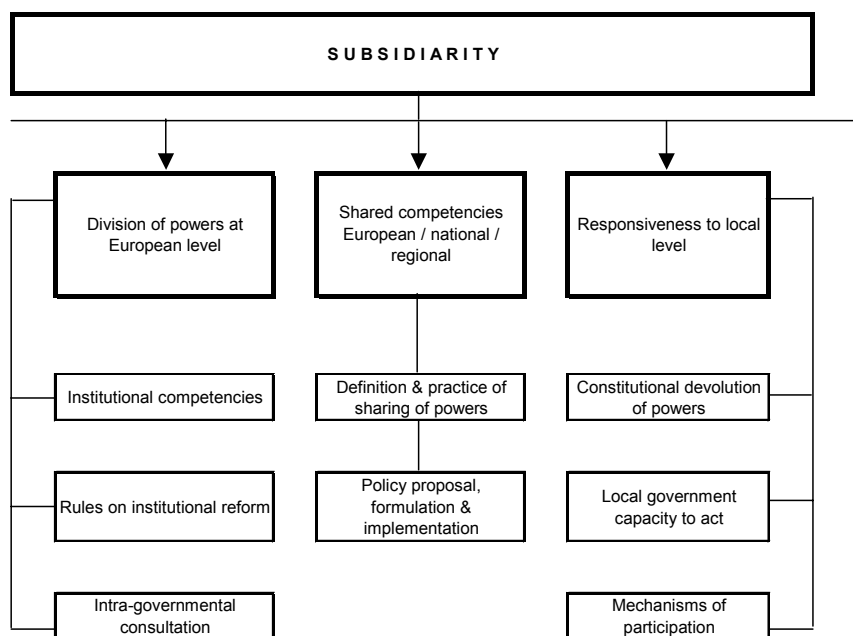 SUBSIDIARITY
Division of powers at
European level
Shared competencies
European / national /
regional
Responsiveness to local
level
Institutional competencies
Definition & practice of
sharing of powers
Constitutional devolution
of powers
Rules on institutional reform
Policy proposal,
formulation &
implementation
Local government
capacity to act
Intra-governmental
consultation
Mechanisms of
participation